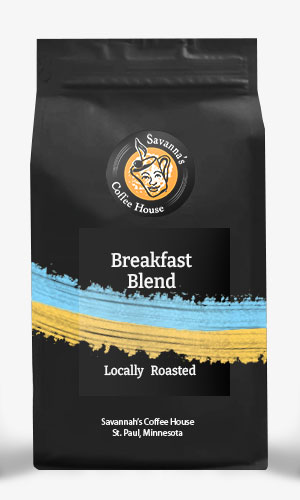 Savanna's
Coffee House
Breakfast
Blend
Locally Roasted
Savannah's Coffee House
St. Paul, Minnesota